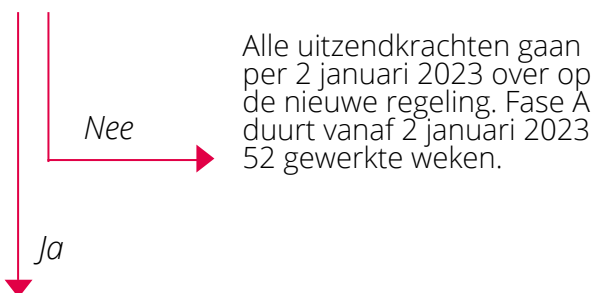 Alle uitzendkrachten gaan
per 2 januari 2023 over op
de nieuwe regeling. Fase A
duurt vanaf 2 januari 2023
52 gewerkte weken.
Nee
Ja